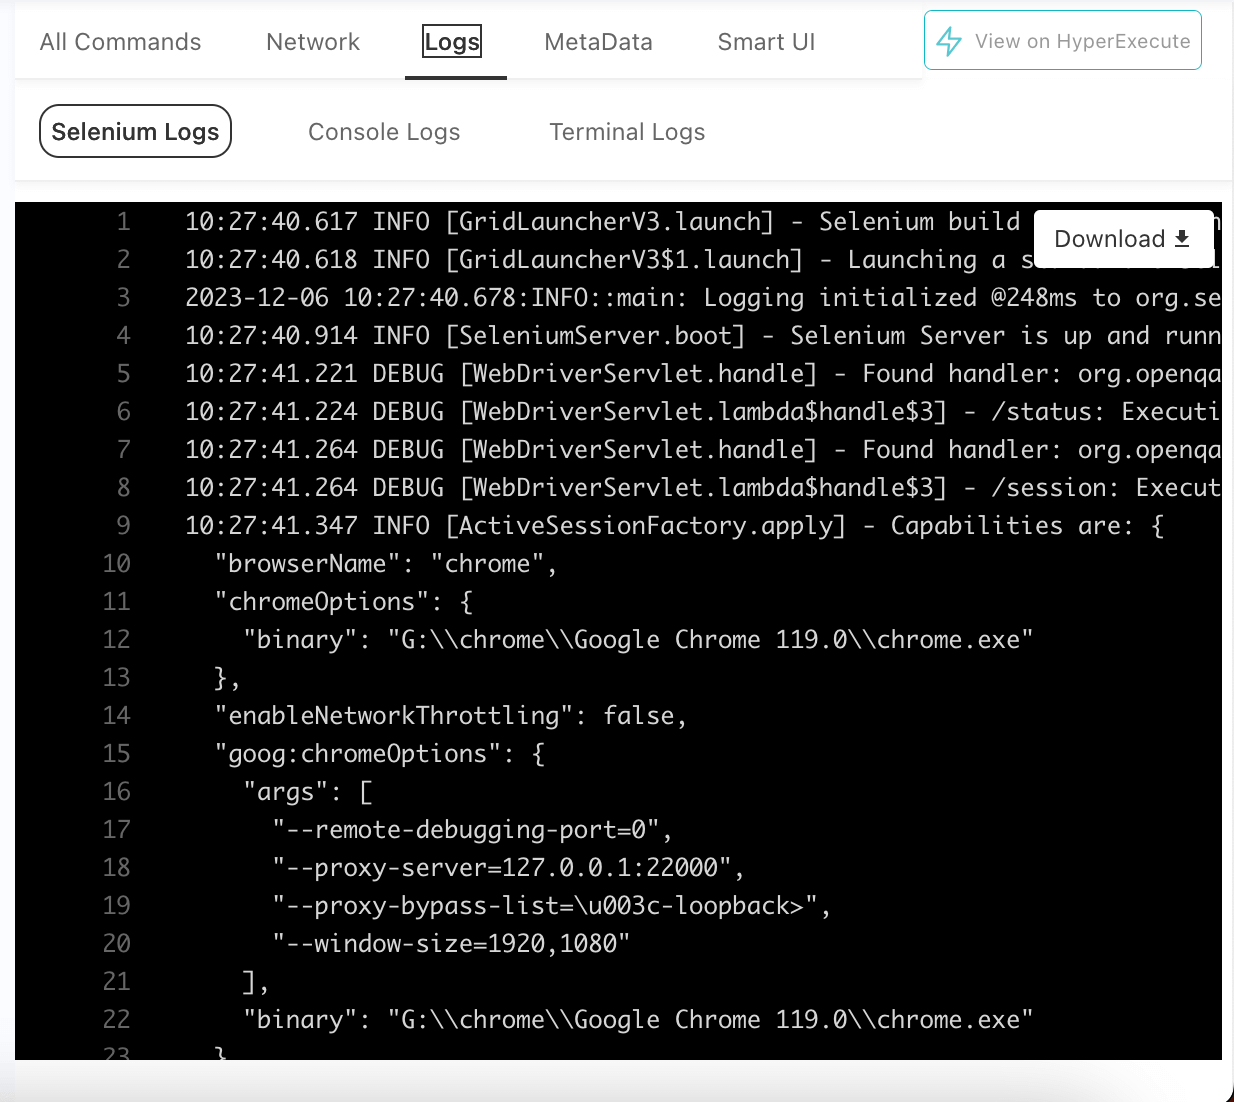 All Commands Network Logs MetaData Smart UI View on HyperExecute
Selenium Logs Console Logs Terminal Logs
Download
1 10:27:40.617 INFO [GridLauncherV3.launch] - Selenium build
2 10:27:40.618 INFO [GridLauncherV3$1.launch] - Launching a
3 2023-12-06 10:27:40.678:INFO::main: Logging initialized @248ms to org.se
4 10:27:40.914 INFO [SeleniumServer.boot] - Selenium Server is up and runn
5 10:27:41.221 DEBUG [WebDriverServlet.handle] - Found handler: org.openqa
6 10:27:41.224 DEBUG [WebDriverServlet.lambda$handle$3] - /status: Executi
7 10:27:41.264 DEBUG [WebDriverServlet.handle] - Found handler: org.openqa
8 10:27:41.264 DEBUG [WebDriverServlet.lambda$handle$3] - /session: Execut
9 10:27:41.347 INFO [ActiveSessionFactory.apply] - Capabilities are: {
10 "browserName": "chrome",
11 "chromeOptions": {
12 "binary": "G:\\chrome\\Google Chrome 119.0\\chrome.exe"
13 },
14 "enableNetworkThrottling": false,
15 "goog:chromeOptions": {
16 "args": [
17 "--remote-debugging-port=0",
18 "--proxy-server=127.0.0.1:22000",
19 "--proxy-bypass-list=\u003c-loopback>",
20 "--window-size=1920,1080"
21 ],
22 "binary": "G:\\chrome\\Google Chrome 119.0\\chrome.exe"
23 }